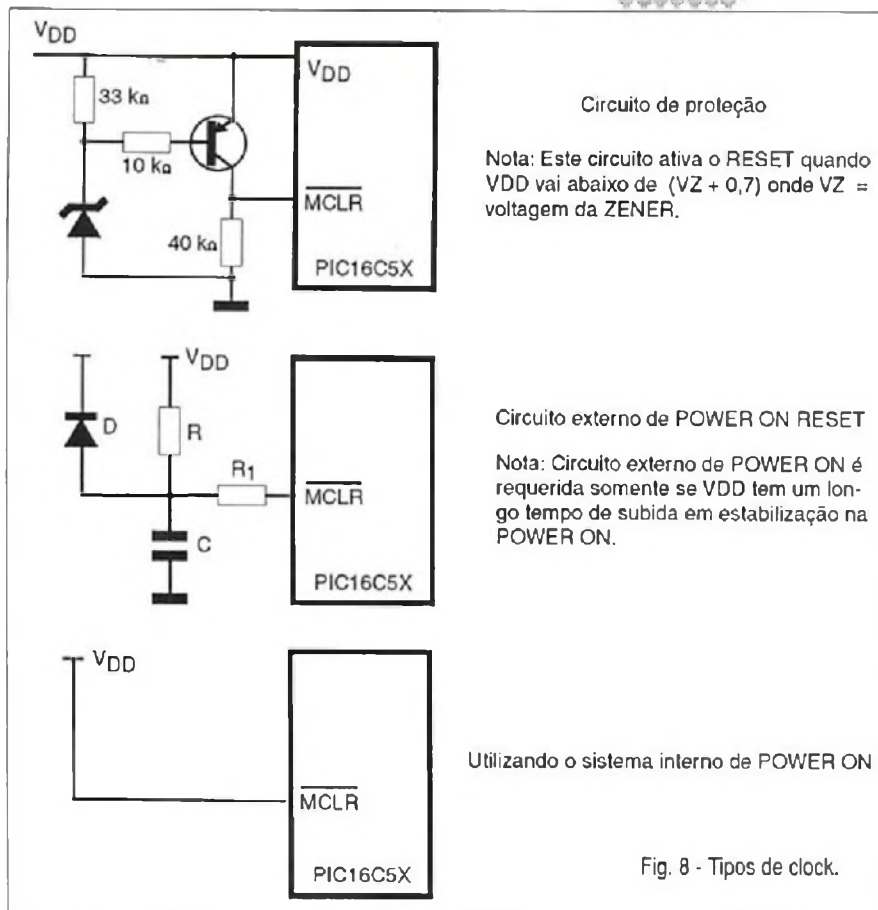 VDD
33 kΩ
10 kΩ
40 kΩ
VDD
MCLR
PIC16C5X
Circuito de proteção
Nota: Este circuito ativa o RESET quando
VDD vai abaixo de (VZ + 0,7) onde VZ =
voltagem da ZENER.
D
VDD
R
R1
C
MCLR
PIC16C5X
Circuito externo de POWER ON RESET
Nota: Circuito externo de POWER ON é
requerida somente se VDD tem um lon-
go tempo de subida em estabilização na
POWER ON.
VDD
MCLR
PIC16C5X
Utilizando o sistema interno de POWER ON
Fig. 8 - Tipos de clock.